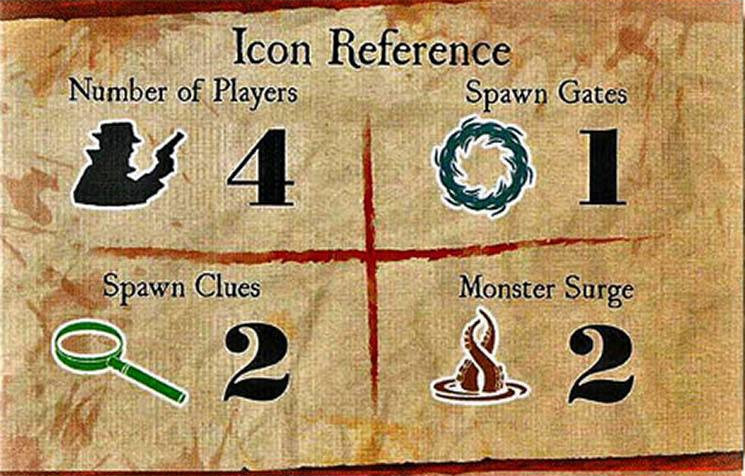 Icon Reference
Number of Players
4
Spawn Gates
1
Spawn Clues
2
Monster Surge
2